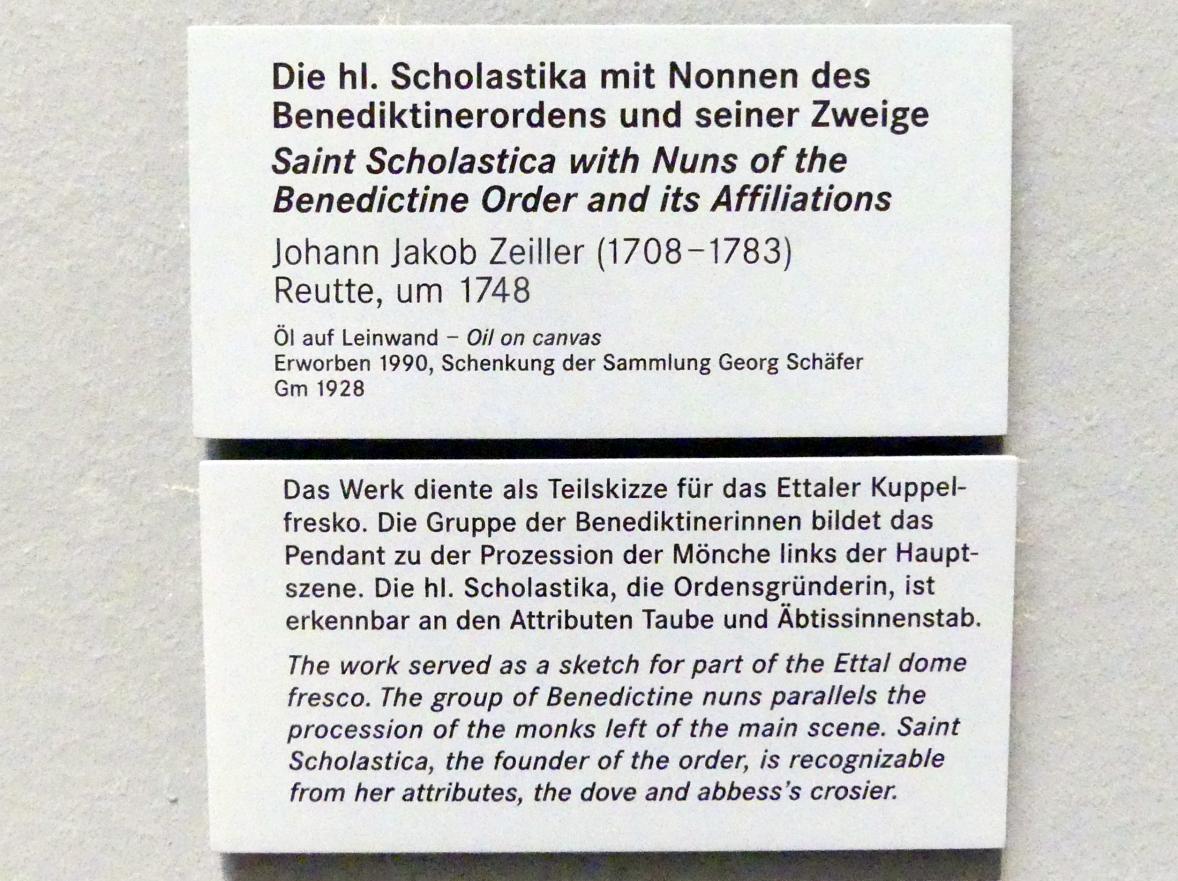 Die hl. Scholastika mit Nonnen des
Benediktinerordens und seiner Zweige
Saint Scholastica with Nuns of the
Benedictine Order and its Affiliations
Johann Jakob Zeiller (1708–1783)
Reutte, um 1748
Öl auf Leinwand – Oil on canvas
Erworben 1990, Schenkung der Sammlung Georg Schäfer
Gm 1928
Das Werk diente als Teilskizze für das Ettaler Kuppel-
fresko. Die Gruppe der Benediktinerinnen bildet das
Pendant zu der Prozession der Mönche links der Haupt-
szene. Die hl. Scholastika, die Ordensgründerin, ist
erkennbar an den Attributen Taube und Äbtissinnenstab.
The work served as a sketch for part of the Ettal dome
fresco. The group of Benedictine nuns parallels the
procession of the monks left of the main scene. Saint
Scholastica, the founder of the order, is recognizable
from her attributes, the dove and abbess's crosier.